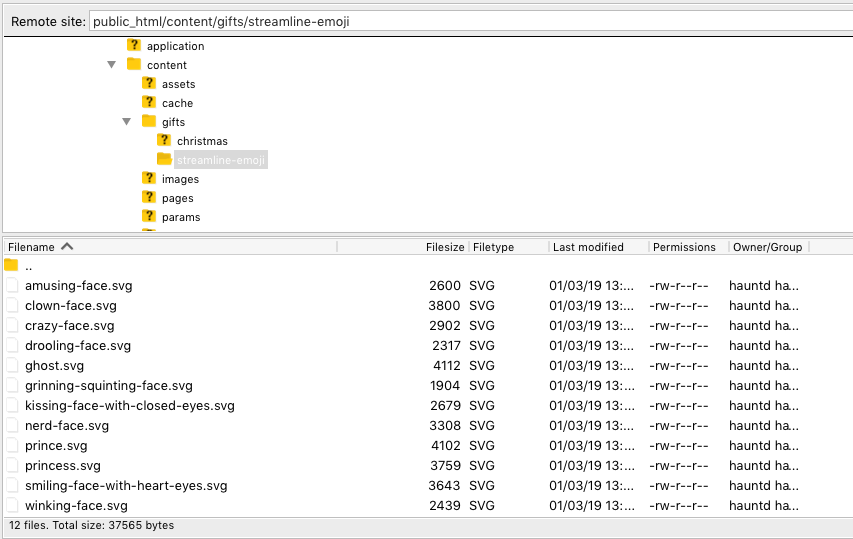 Remote site: public_html/content/gifts/streamline-emoji
application
content
assets
cache
gifts
christmas
streamline-emoji
images
pages
params
Filename Filesize Filetype Last modified Permissions Owner/Group
..
amusing-face.svg 2600 SVG 01/03/19 13:... -rw-r--r-- hauntd ha...
clown-face.svg 3800 SVG 01/03/19 13:... -rw-r--r-- hauntd ha...
crazy-face.svg 2902 SVG 01/03/19 13:... -rw-r--r-- hauntd ha...
drooling-face.svg 2317 SVG 01/03/19 13:... -rw-r--r-- hauntd ha...
ghost.svg 4112 SVG 01/03/19 13:... -rw-r--r-- hauntd ha...
grinning-squinting-face.svg 1904 SVG 01/03/19 13:... -rw-r--r-- hauntd ha...
kissing-face-with-closed-eyes.svg 2679 SVG 01/03/19 13:... -rw-r--r-- hauntd ha...
nerd-face.svg 3308 SVG 01/03/19 13:... -rw-r--r-- hauntd ha...
prince.svg 4102 SVG 01/03/19 13:... -rw-r--r-- hauntd ha...
princess.svg 3759 SVG 01/03/19 13:... -rw-r--r-- hauntd ha...
smiling-face-with-heart-eyes.svg 3643 SVG 01/03/19 13:... -rw-r--r-- hauntd ha...
winking-face.svg 2439 SVG 01/03/19 13:... -rw-r--r-- hauntd ha...
12 files. Total size: 37565 bytes